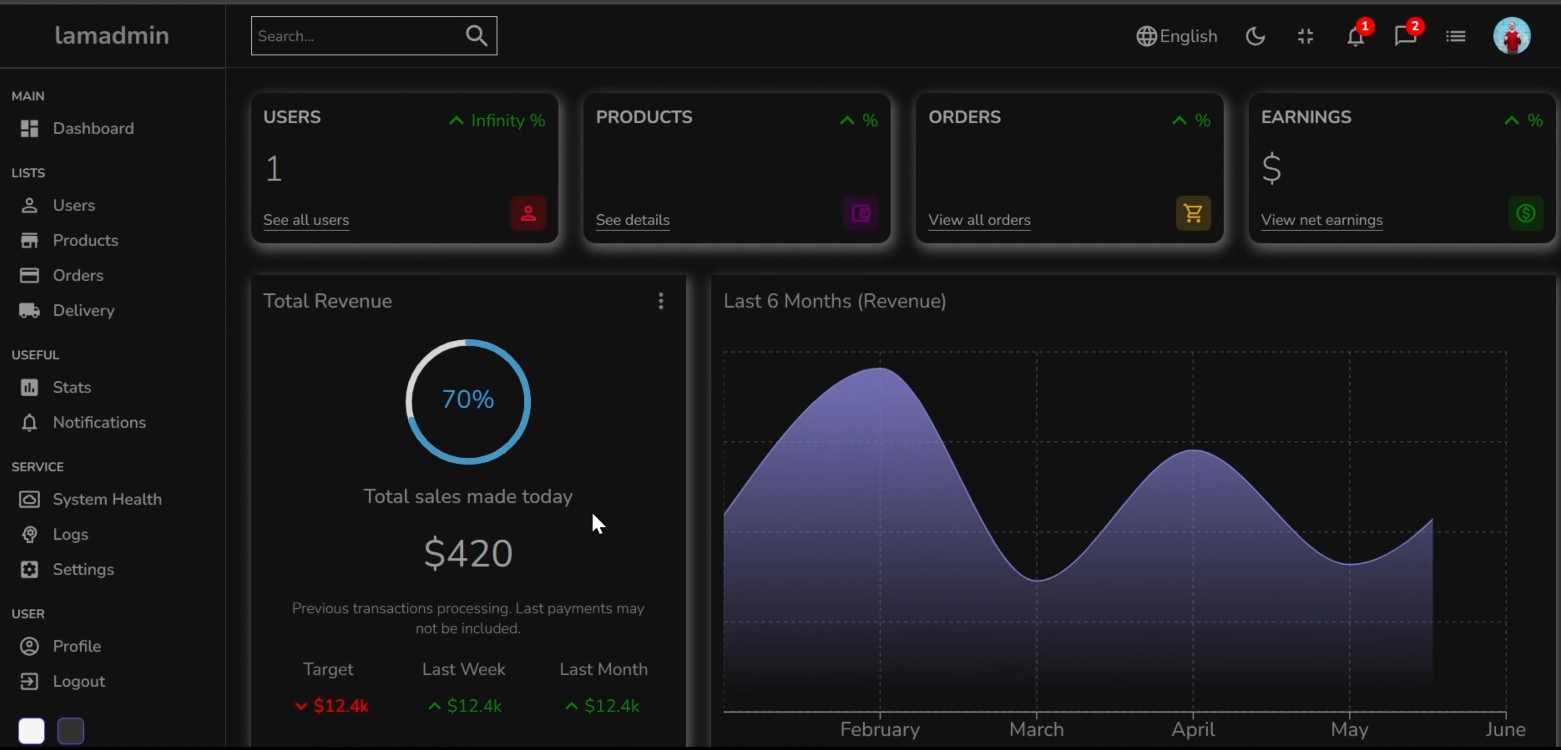 lamadmin
Search...
English
1
2
MAIN
Dashboard
LISTS
Users
Products
Orders
Delivery
USEFUL
Stats
Notifications
SERVICE
System Health
Logs
Settings
USER
Profile
Logout
USERS
Infinity %
1
See all users
PRODUCTS
%
See details
ORDERS
%
View all orders
EARNINGS
%
$
View net earnings
Total Revenue
70%
Total sales made today
$420
Previous transactions processing. Last payments may
not be included.
Target
Last Week
Last Month
$12.4k
$12.4k
$12.4k
Last 6 Months (Revenue)
February
March
April
May
June